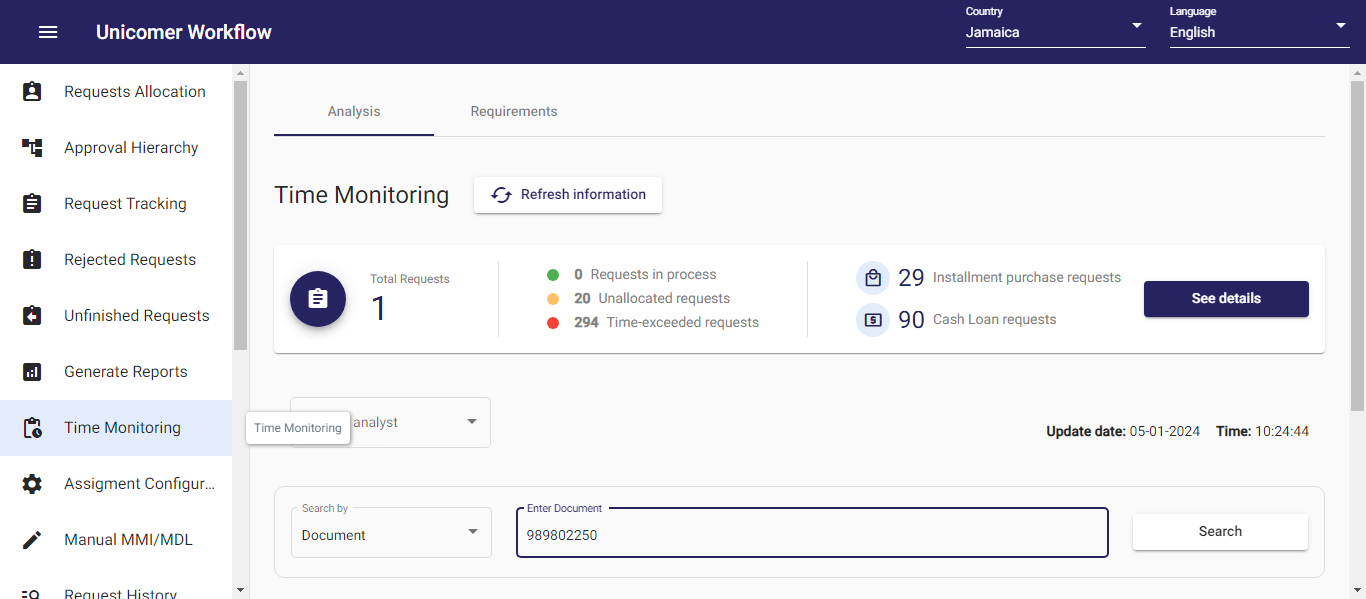 Unicomer Workflow
Country
Jamaica
Language
English
Requests Allocation
Approval Hierarchy
Request Tracking
Rejected Requests
Unfinished Requests
Generate Reports
Time Monitoring
Assigment Configur...
Manual MMI/MDL
Request History
Analysis
Requirements
Time Monitoring
Refresh information
Total Requests
1
0 Requests in process
20 Unallocated requests
294 Time-exceeded requests
29 Installment purchase requests
90 Cash Loan requests
See details
Time Monitoring
analyst
Update date: 05-01-2024 Time: 10:24:44
Search by
Document
Enter Document
989802250
Search